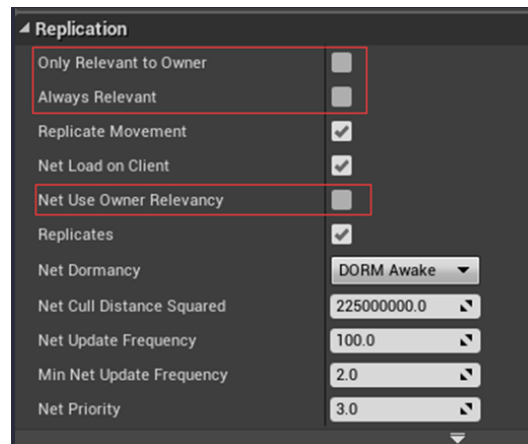 Replication
Only Relevant to Owner
Always Relevant
Replicate Movement
Net Load on Client
Net Use Owner Relevancy
Replicates
Net Dormancy DORM Awake
Net Cull Distance Squared 225000000.0
Net Update Frequency 100.0
Min Net Update Frequency 2.0
Net Priority 3.0